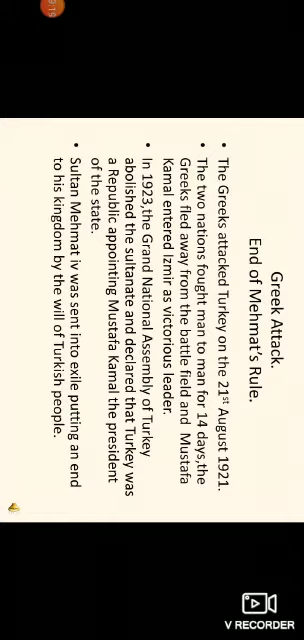 Greek Attack.
End of Mehmat's Rule.
• The Greeks attacked Turkey on the 21st August 1921.
• The two nations fought man to man for 14 days,the
Greeks fled away from the battle field and Mustafa
Kamal entered Izmir as victorious leader.
• In 1923,the Grand National Assembly of Turkey
abolished the sultanate and declared that Turkey was
a Republic appointing Mustafa Kamal the president
of the state.
• Sultan Mehmat iv was sent into exile putting an end
to his kingdom by the will of Turkish people.
V RECORDER